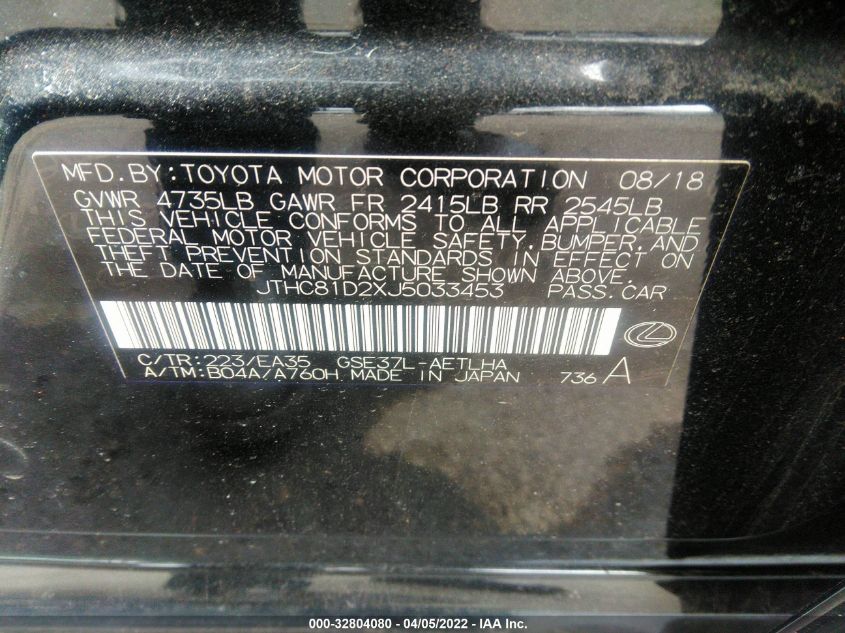 MFD.BY:TOYOTA MOTOR CORPORATION 08/18
GVWR 4735LB GAWR FR 2415LB RR 2545LB
THIS VEHICLE CONFORMS TO ALL APPLICABLE
FEDERAL MOTOR VEHICLE SAFETY,BUMPER,AND
THEFT PREVENTION STANDARDS IN EFFECT ON
THE DATE OF MANUFACTURE SHOWN ABOVE.
JTHC81D2XJ5033453 PASS.CAR
C/TR:223/EA35 GSE37L-AETLHA
A/TM:B04A/A760H MADE IN JAPAN 736 A
000-32804080 - 04/05/2022 - IAA Inc.